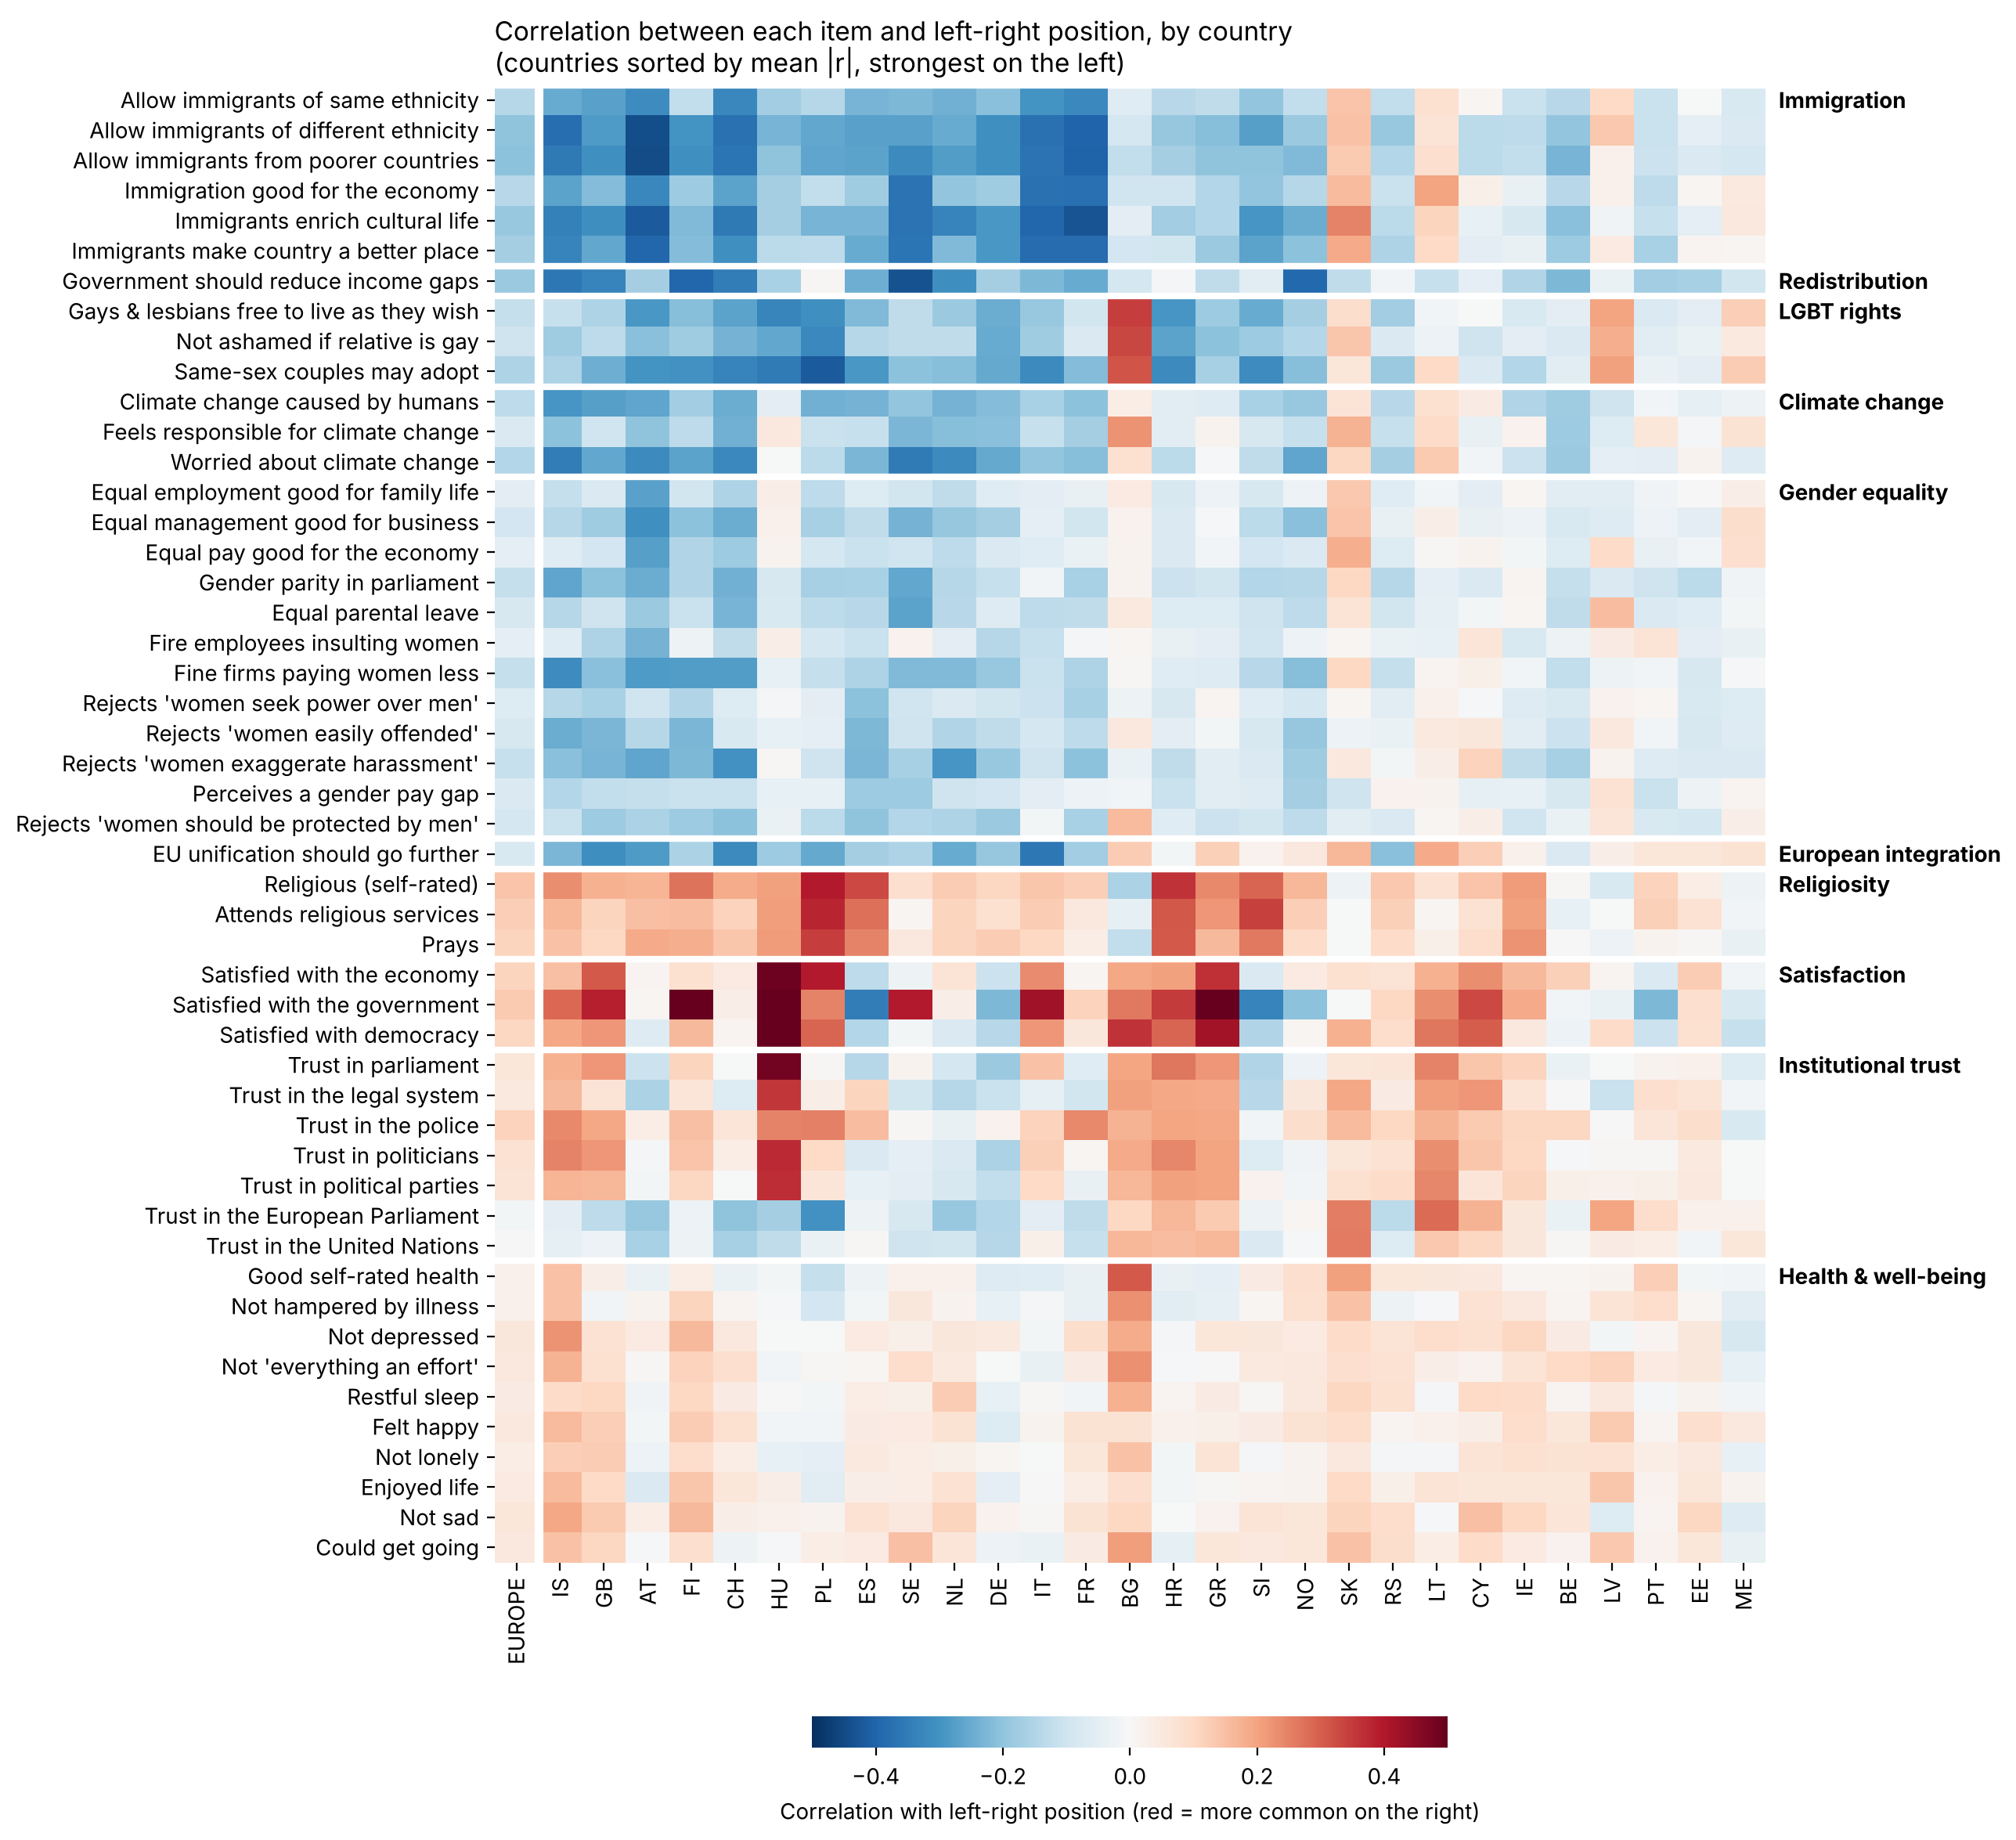 Correlation between each item and left-right position, by country
(countries sorted by mean |r|, strongest on the left)
Allow immigrants of same ethnicity
Immigration
Allow immigrants of different ethnicity
Allow immigrants from poorer countries
Immigration good for the economy
Immigrants enrich cultural life
Immigrants make country a better place
Government should reduce income gaps
Redistribution
Gays & lesbians free to live as they wish
LGBT rights
Not ashamed if relative is gay
Same-sex couples may adopt
Climate change caused by humans
Climate change
Feels responsible for climate change
Worried about climate change
Equal employment good for family life
Gender equality
Equal management good for business
Equal pay good for the economy
Gender parity in parliament
Equal parental leave
Fire employees insulting women
Fine firms paying women less
Rejects 'women seek power over men'
Rejects 'women easily offended'
Rejects 'women exaggerate harassment'
Perceives a gender pay gap
Rejects 'women should be protected by men'
EU unification should go further
European integration
Religious (self-rated)
Religiosity
Attends religious services
Prays
Satisfied with the economy
Satisfaction
Satisfied with the government
Satisfied with democracy
Trust in parliament
Institutional trust
Trust in the legal system
Trust in the police
Trust in politicians
Trust in political parties
Trust in the European Parliament
Trust in the United Nations
Good self-rated health
Health & well-being
Not hampered by illness
Not depressed
Not 'everything an effort'
Restful sleep
Felt happy
Not lonely
Enjoyed life
Not sad
Could get going
EUROPE
IS
GB
AT
FI
CH
HU
PL
ES
SE
NL
DE
IT
FR
BG
HR
GR
SI
NO
SK
RS
LT
CY
IE
BE
LV
PT
EE
ME
−0.4
−0.2
0.0
0.2
0.4
Correlation with left-right position (red = more common on the right)